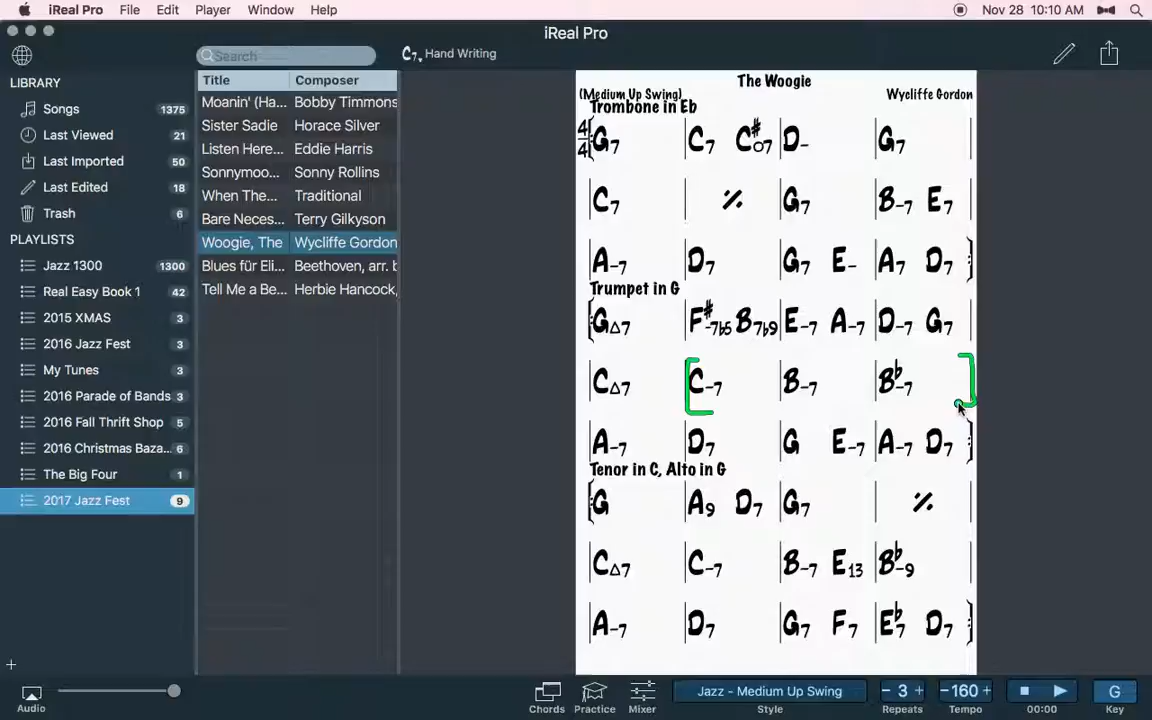 iReal Pro File Edit Player Window Help Nov 28 10:10 AM
iReal Pro
Search
C7 Hand Writing
LIBRARY
Songs 1375
Last Viewed 21
Last Imported 50
Last Edited 18
Trash 6
PLAYLISTS
Jazz 1300 1300
Real Easy Book 1 42
2015 XMAS 3
2016 Jazz Fest 3
My Tunes 3
2016 Parade of Bands 3
2016 Fall Thrift Shop 5
2016 Christmas Baza... 6
The Big Four 1
2017 Jazz Fest 9
Title Composer
Moanin' (Ha... Bobby Timmons
Sister Sadie Horace Silver
Listen Here... Eddie Harris
Sonnymoo... Sonny Rollins
When The... Traditional
Bare Neces... Terry Gilkyson
Woogie, The Wycliffe Gordon
Blues für Eli... Beethoven, arr. b
Tell Me a Be... Herbie Hancock,
The Woogie
(Medium Up Swing) Wycliffe Gordon
Trombone in Eb
4/4 G7 C7 C#o7 D- G7
C7 % G7 B-7 E7
A-7 D7 G7 E- A7 D7
Trumpet in G
G△7 F#-7b5 B7b9 E-7 A-7 D-7 G7
C△7 C-7 B-7 Bb-7
A-7 D7 G E-7 A-7 D7
Tenor in C, Alto in G
G A9 D7 G7 %
C△7 C-7 B-7 E13 Bb-9
A-7 D7 G7 F7 Eb7 D7
Audio
Chords Practice Mixer
Jazz - Medium Up Swing
Style
- 3 +
Repeats
-160+
Tempo
00:00
G
Key